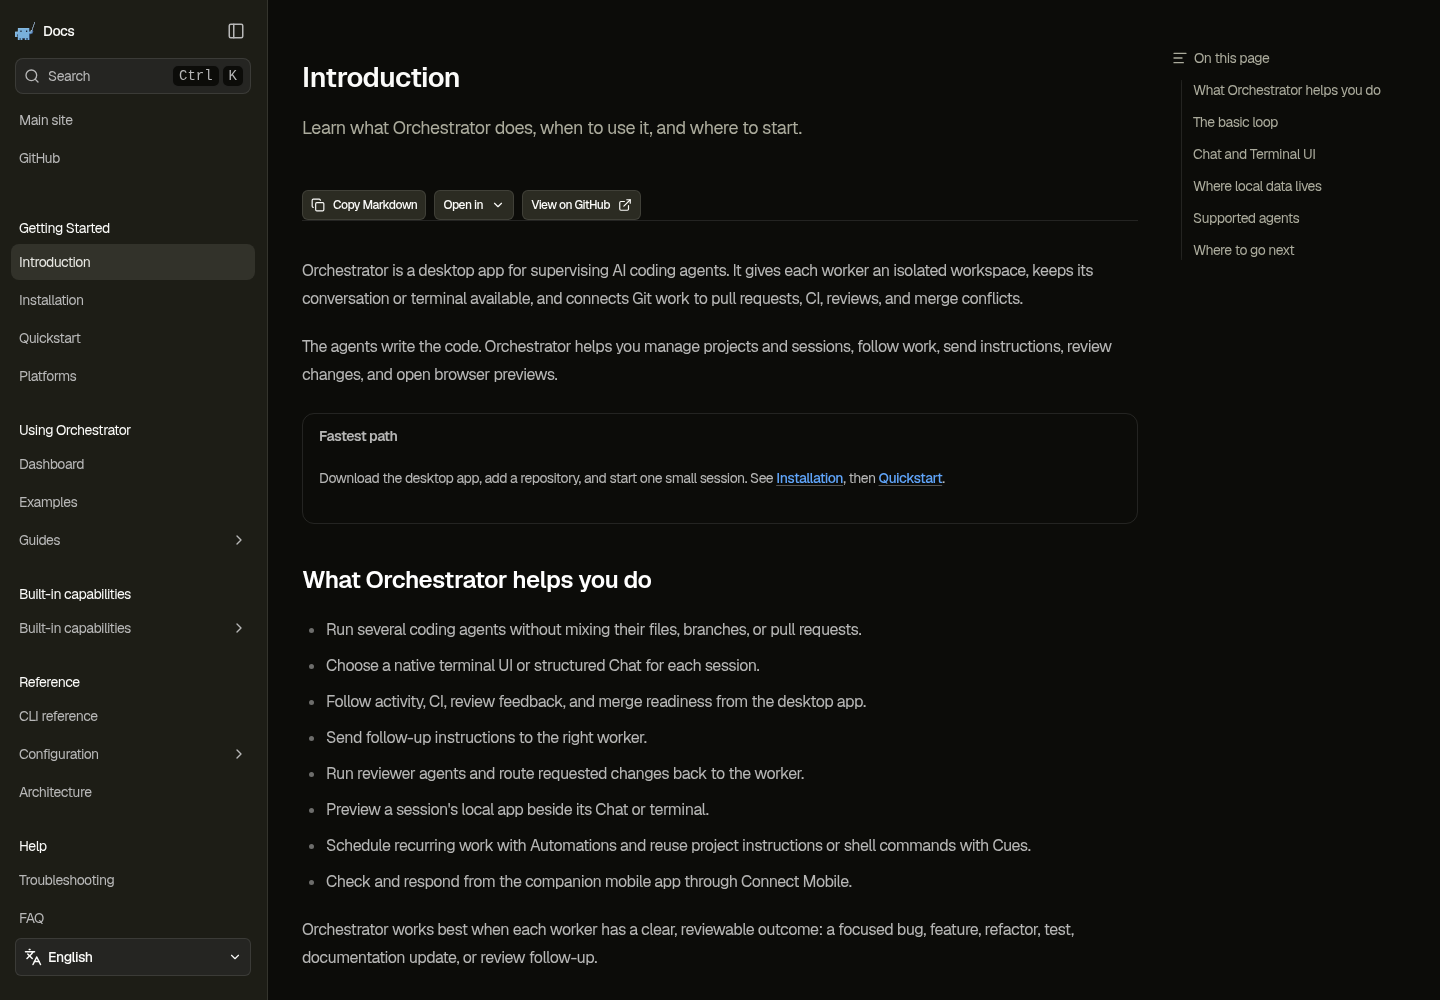 Docs
Search
Ctrl K
Main site
GitHub
Getting Started
Introduction
Installation
Quickstart
Platforms
Using Orchestrator
Dashboard
Examples
Guides
Built-in capabilities
Built-in capabilities
Reference
CLI reference
Configuration
Architecture
Help
Troubleshooting
FAQ
English
Introduction
Learn what Orchestrator does, when to use it, and where to start.
Copy Markdown
Open in
View on GitHub
Orchestrator is a desktop app for supervising AI coding agents. It gives each worker an isolated workspace, keeps its
conversation or terminal available, and connects Git work to pull requests, CI, reviews, and merge conflicts.
The agents write the code. Orchestrator helps you manage projects and sessions, follow work, send instructions, review
changes, and open browser previews.
Fastest path
Download the desktop app, add a repository, and start one small session. See Installation, then Quickstart.
What Orchestrator helps you do
Run several coding agents without mixing their files, branches, or pull requests.
Choose a native terminal UI or structured Chat for each session.
Follow activity, CI, review feedback, and merge readiness from the desktop app.
Send follow-up instructions to the right worker.
Run reviewer agents and route requested changes back to the worker.
Preview a session's local app beside its Chat or terminal.
Schedule recurring work with Automations and reuse project instructions or shell commands with Cues.
Check and respond from the companion mobile app through Connect Mobile.
Orchestrator works best when each worker has a clear, reviewable outcome: a focused bug, feature, refactor, test,
documentation update, or review follow-up.
On this page
What Orchestrator helps you do
The basic loop
Chat and Terminal UI
Where local data lives
Supported agents
Where to go next